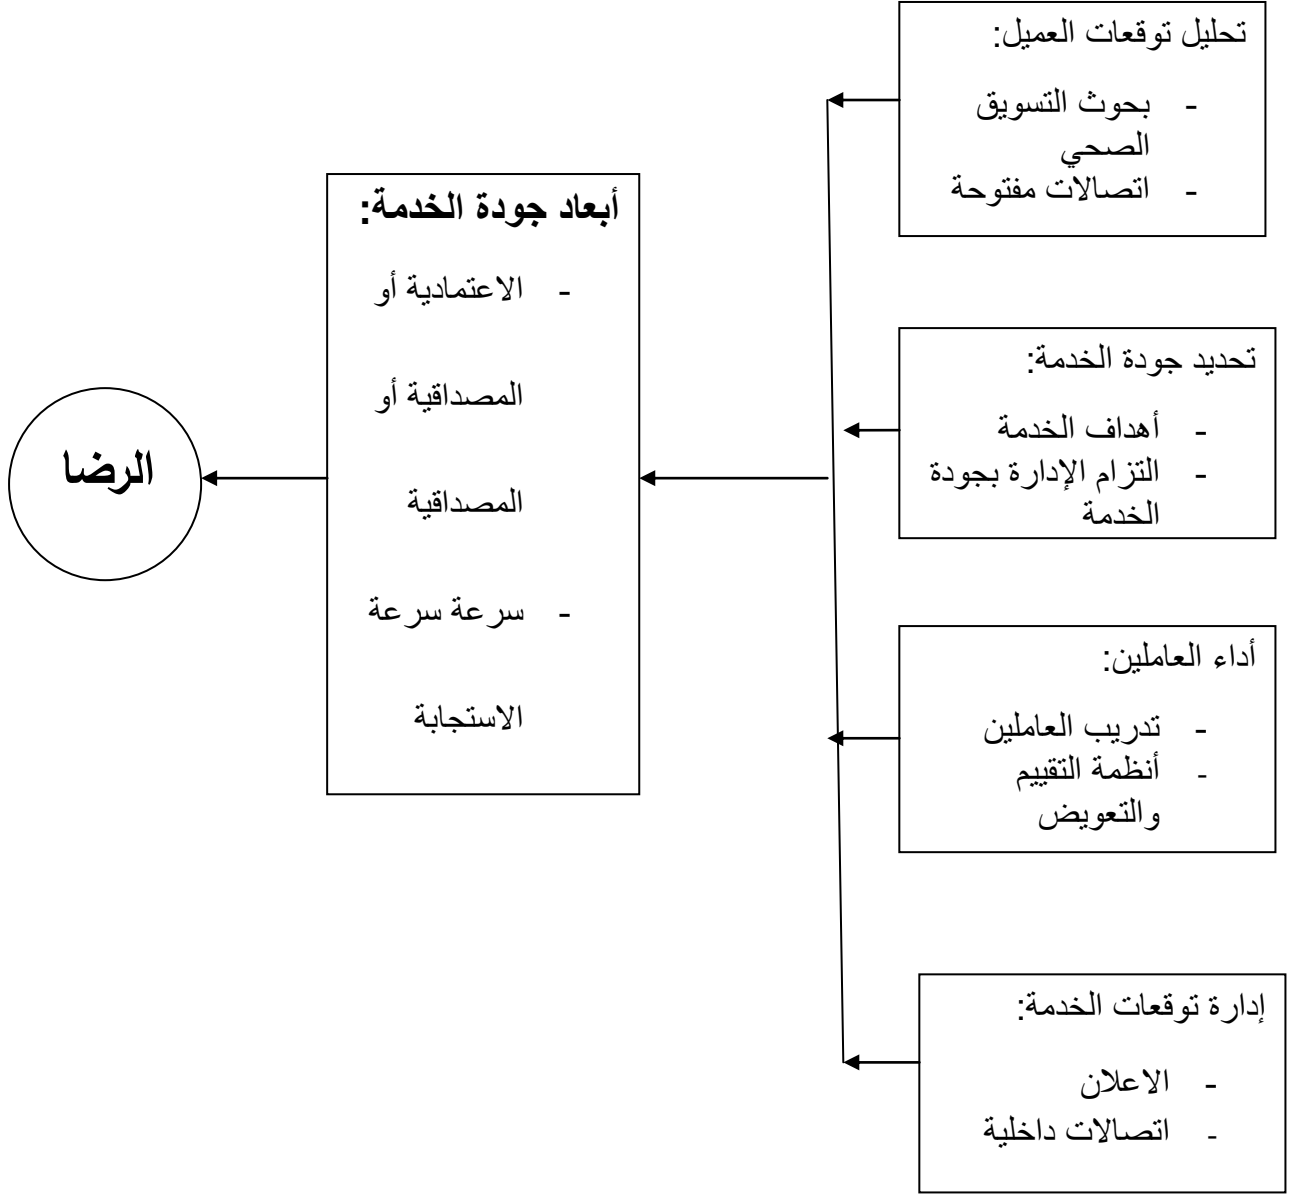 تحليل توقعات العميل:
- بحوث التسويق
الصحي
- اتصالات مفتوحة
تحديد جودة الخدمة:
- أهداف الخدمة
- التزام الإدارة بجودة
الخدمة
أداء العاملين:
- تدريب العاملين
- أنظمة التقييم
والتعويض
إدارة توقعات الخدمة:
- الاعلان
- اتصالات داخلية
أبعاد جودة الخدمة:
- الاعتمادية أو
المصداقية أو
المصداقية
- سرعة سرعة
الاستجابة
الرضا